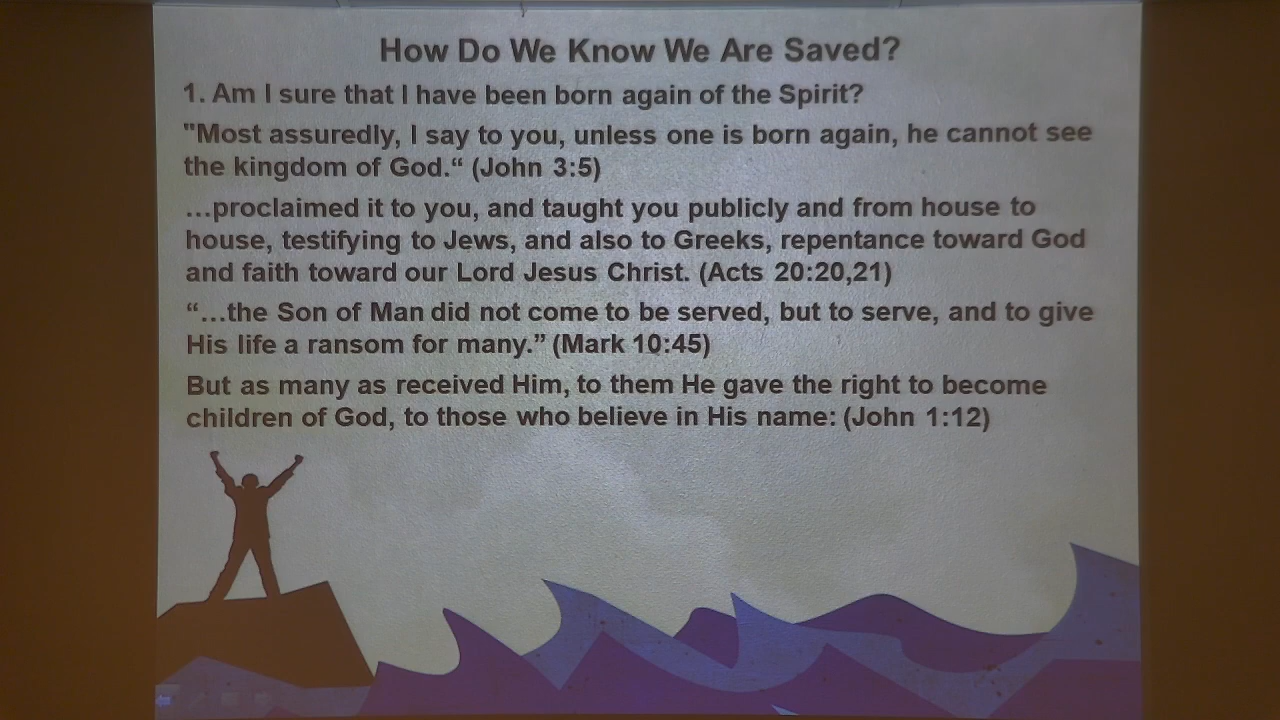 How Do We Know We Are Saved?
1. Am I sure that I have been born again of the Spirit?
"Most assuredly, I say to you, unless one is born again, he cannot see
the kingdom of God.“ (John 3:5)
…proclaimed it to you, and taught you publicly and from house to
house, testifying to Jews, and also to Greeks, repentance toward God
and faith toward our Lord Jesus Christ. (Acts 20:20,21)
“…the Son of Man did not come to be served, but to serve, and to give
His life a ransom for many.” (Mark 10:45)
But as many as received Him, to them He gave the right to become
children of God, to those who believe in His name: (John 1:12)